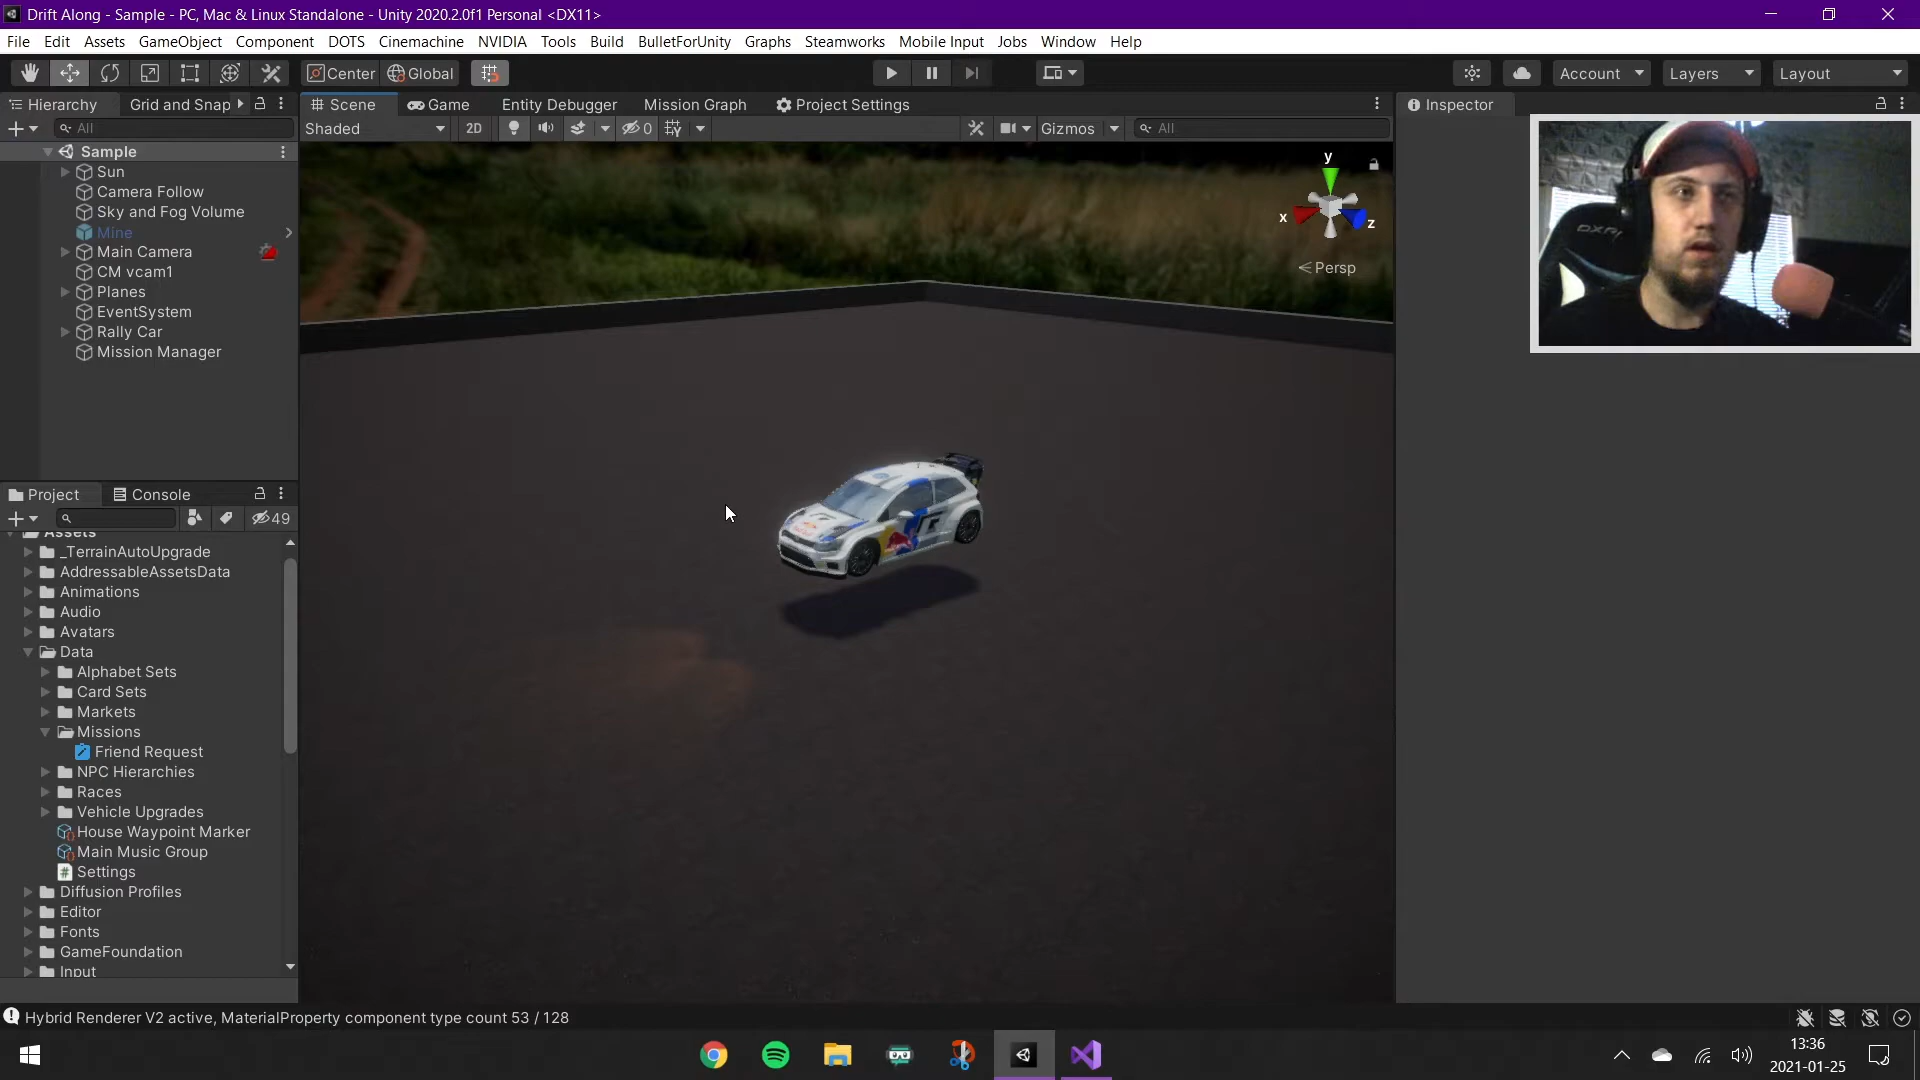 Drift Along - Sample - PC, Mac & Linux Standalone - Unity 2020.2.0f1 Personal <DX11>
File Edit Assets GameObject Component DOTS Cinemachine NVIDIA Tools Build BulletForUnity Graphs Steamworks Mobile Input Jobs Window Help
Center Global Account Layers Layout
Hierarchy Grid and Snap Scene Game Entity Debugger Mission Graph Project Settings Inspector
All Shaded 2D 0 Gizmos All
Sample
Sun
Camera Follow
Sky and Fog Volume
Mine
Main Camera
CM vcam1
Planes
EventSystem
Rally Car
Mission Manager
y
x
z
Persp
DXRA
Project Console
49
Assets
_TerrainAutoUpgrade
AddressableAssetsData
Animations
Audio
Avatars
Data
Alphabet Sets
Card Sets
Markets
Missions
Friend Request
NPC Hierarchies
Races
Vehicle Upgrades
House Waypoint Marker
Main Music Group
Settings
Diffusion Profiles
Editor
Fonts
GameFoundation
Input
Hybrid Renderer V2 active, MaterialProperty component type count 53 / 128
13:36
2021-01-25